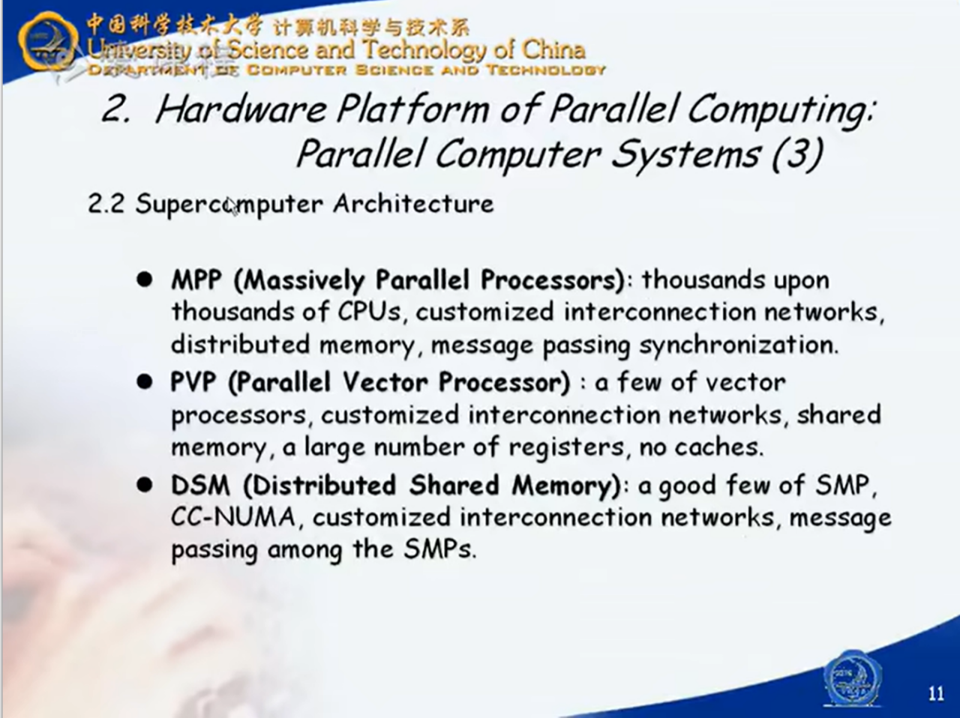 中国科学技术大学 计算机科学与技术系
University of Science and Technology of China
DEPARTMENT OF COMPUTER SCIENCE AND TECHNOLOGY
2. Hardware Platform of Parallel Computing:
Parallel Computer Systems (3)
2.2 Supercomputer Architecture
● MPP (Massively Parallel Processors): thousands upon
thousands of CPUs, customized interconnection networks,
distributed memory, message passing synchronization.
● PVP (Parallel Vector Processor) : a few of vector
processors, customized interconnection networks, shared
memory, a large number of registers, no caches.
● DSM (Distributed Shared Memory): a good few of SMP,
CC-NUMA, customized interconnection networks, message
passing among the SMPs.
11